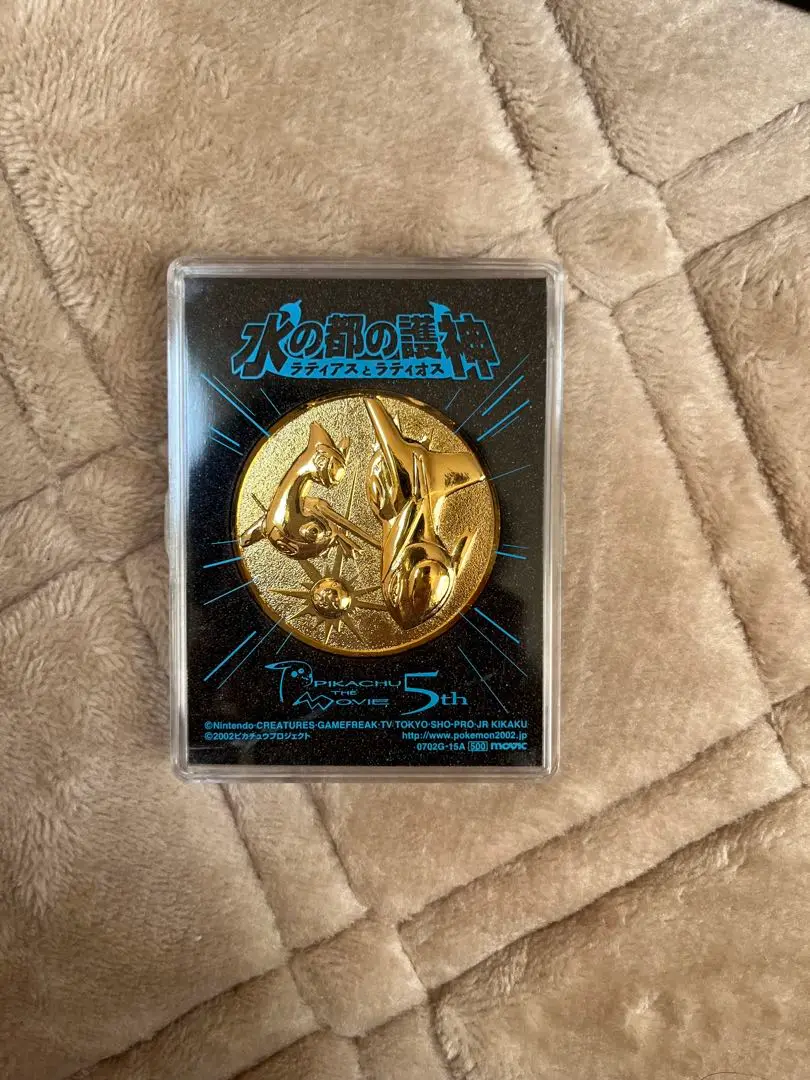 水の都の護神
ラティアスとラティオス
PIKACHU
THE
MOVIE
5th
©Nintendo·CREATURES·GAMEFREAK·TV TOKYO·SHO-PRO·JR KIKAKU
©2002ピカチュウプロジェクト
http://www.pokemon2002.jp
0702G-15A 500 movic